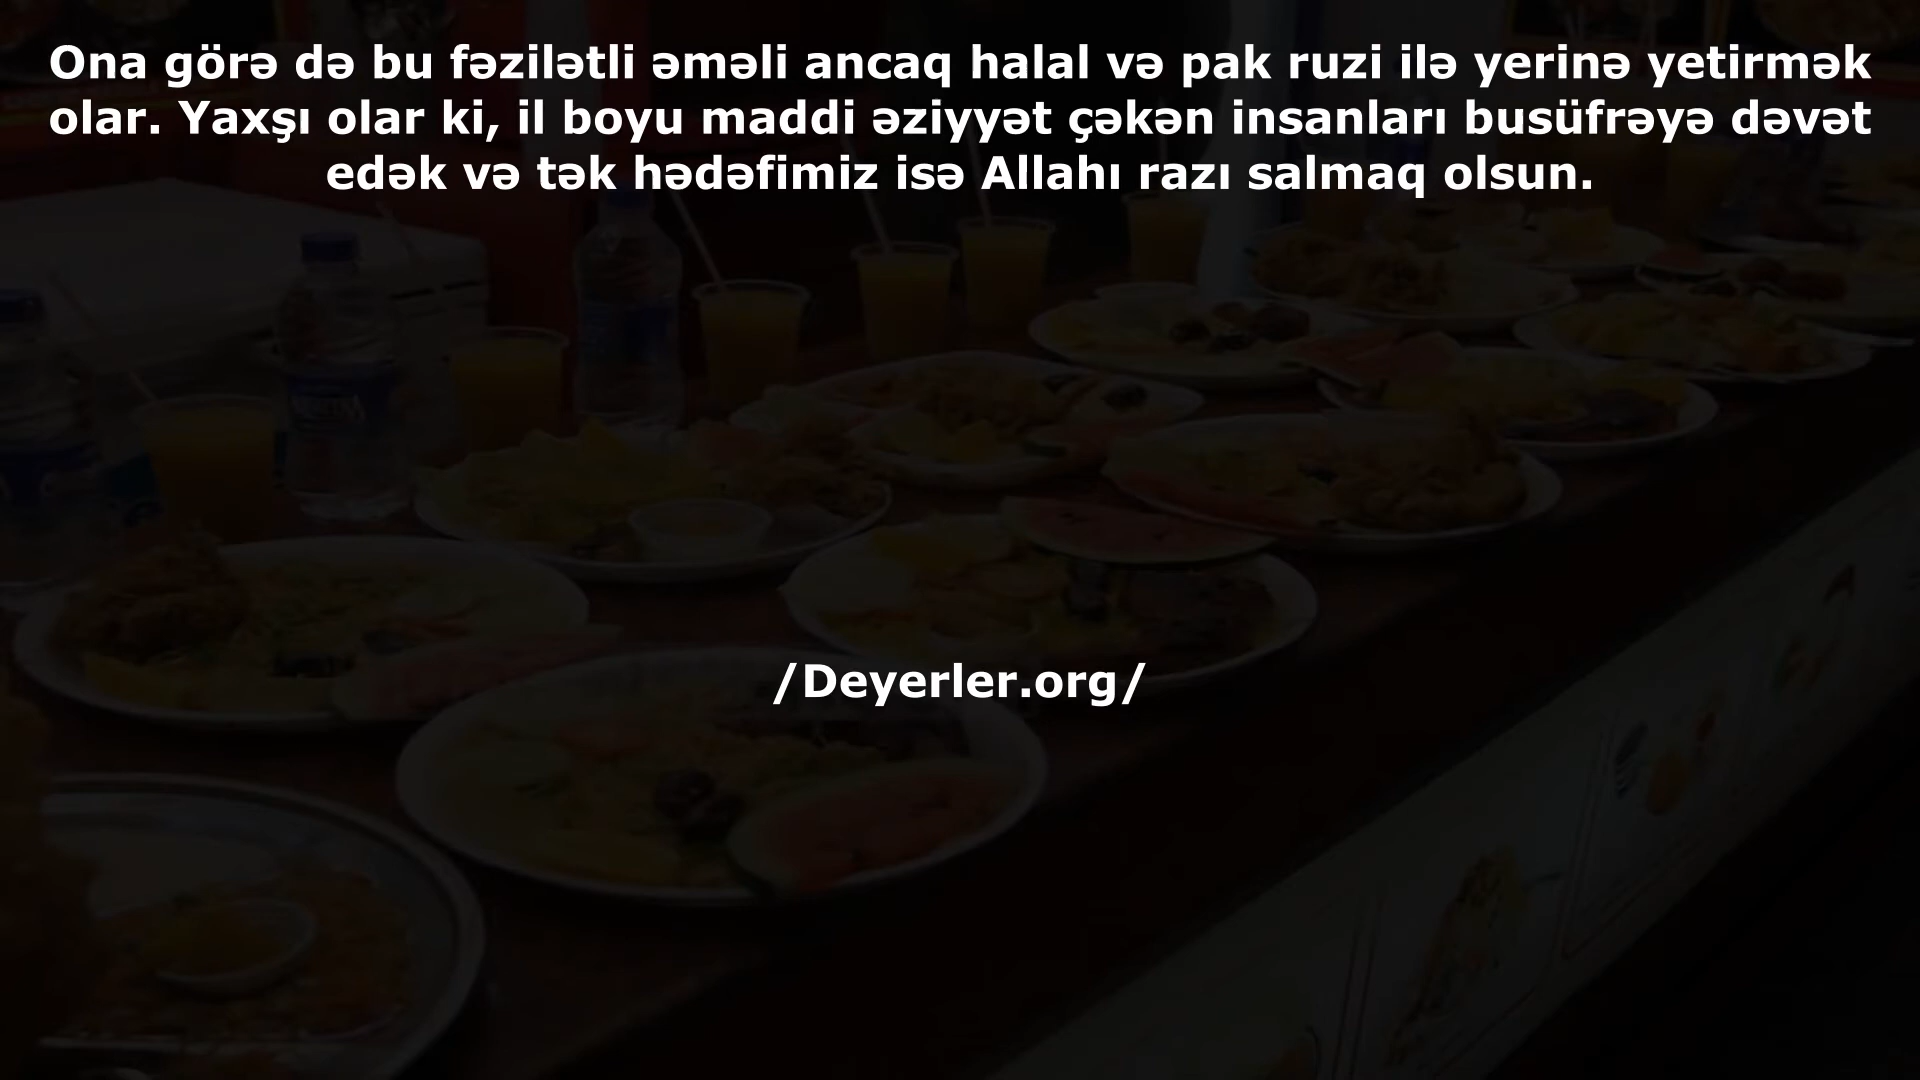 Ona görə də bu fəzilətli əməli ancaq halal və pak ruzi ilə yerinə yetirmək
olar. Yaxşı olar ki, il boyu maddi əziyyət çəkən insanları busüfrəyə dəvət
edək və tək hədəfimiz isə Allahı razı salmaq olsun.
/Deyerler.org/